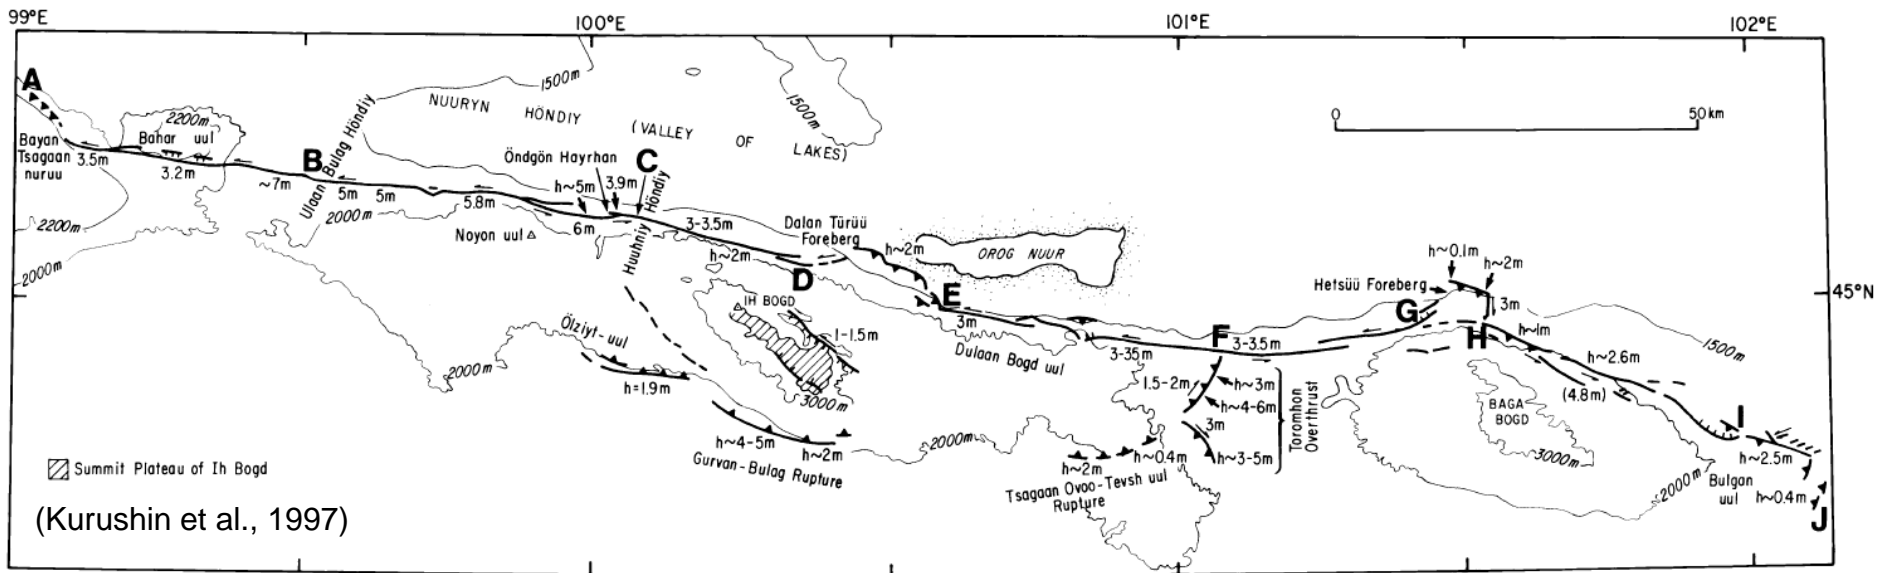 99°E
100°E
101°E
102°E
A
1500m
1500m
NUURYN HÖNDIY
(VALLEY OF LAKES)
0
50 km
2200m
Bahar uul
Bayan
Tsagaan
nuruu
3.5m
3.2m
~7m
B
Ulaan Bulag Höndiy
5m
5m
5.8m
Öndgön Hayrhan
C
h~5m
3.9m
6m
Huuhniy Höndiy
3-3.5m
h~2m
Dalan Türüü
Foreberg
h~2m
D
E
OROG NUUR
2200m
2000m
2000m
Noyon uul
IH BOGD
1-1.5m
3000m
3m
Dulaan Bogd uul
3-35m
F
3-3.5m
G
Hetsüü Foreberg
h~0.1m
h~2m
3m
H
h~1m
h~2.6m
1500m
45°N
(4.8m)
BAGA
BOGD
3000m
2000m
I
h~2.5m
Bulgan
uul
h~0.4m
J
Ölziyt-uul
h=1.9m
2000m
h~4-5m
h~2m
Gurvan-Bulag Rupture
2000m
1.5-2m
h~3m
h~4-6m
3m
h~3-5m
Toromhon
Overthrust
h~2m
h~0.4m
Tsagaan Ovoo-Tevsh uul
Rupture
Summit Plateau of Ih Bogd
(Kurushin et al., 1997)